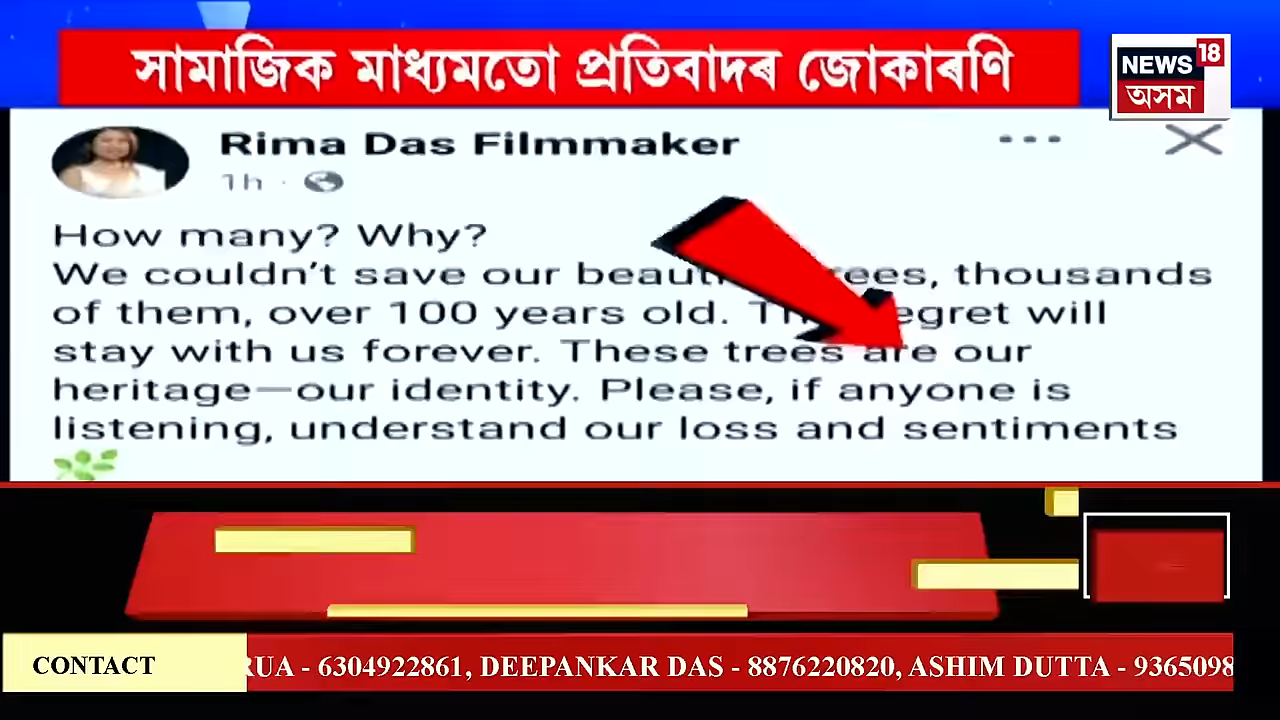 সামাজিক মাধ্যমতো প্ৰতিবাদৰ জোকাৰণি
NEWS 18
অসম
Rima Das Filmmaker
1h
How many? Why?
We couldn't save our rees, thousands
of them, over 100 years old. egret will
stay with us forever. These trees are our
heritage—our identity. Please, if anyone is
listening, understand our loss and sentiments
CONTACT
RUA - 6304922861, DEEPANKAR DAS - 8876220820, ASHIM DUTTA - 9365098